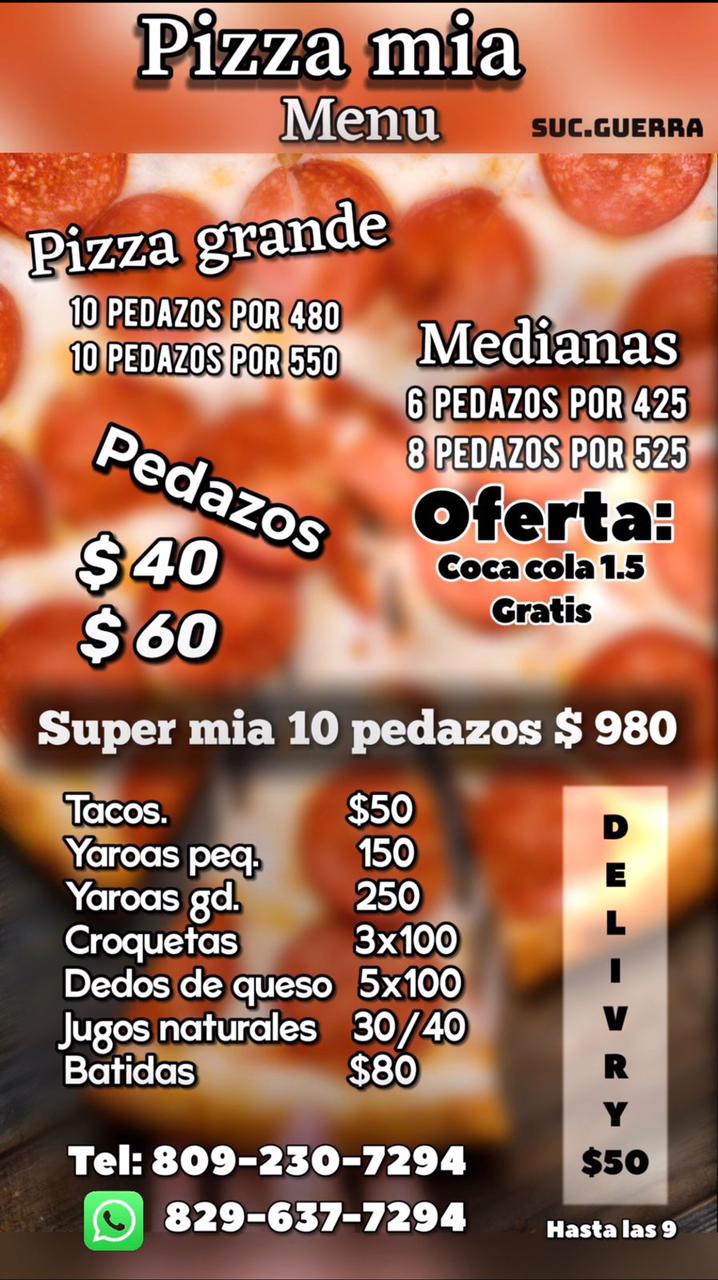 Pizza mia
Menu
SUC.GUERRA
Pizza grande
10 PEDAZOS POR 480
10 PEDAZOS POR 550
Medianas
6 PEDAZOS POR 425
8 PEDAZOS POR 525
Pedazos
$ 40
$ 60
Oferta:
Coca cola 1.5
Gratis
Super mia 10 pedazos $ 980
Tacos. $50
Yaroas peq. 150
Yaroas gd. 250
Croquetas 3x100
Dedos de queso 5x100
Jugos naturales 30/40
Batidas $80
D
E
L
I
V
R
Y
$50
Hasta las 9
Tel: 809-230-7294
829-637-7294